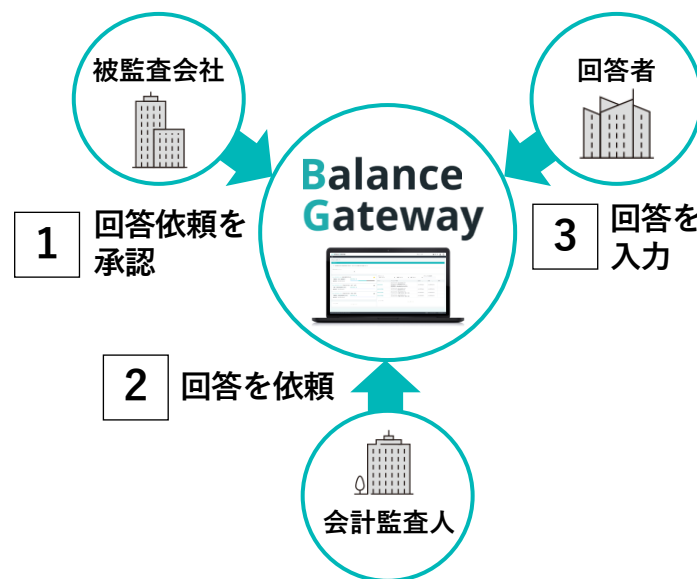 被監査会社
回答者
Balance
Gateway
1
回答依頼を
承認
3
回答を
入力
2
回答を依頼
会計監査人